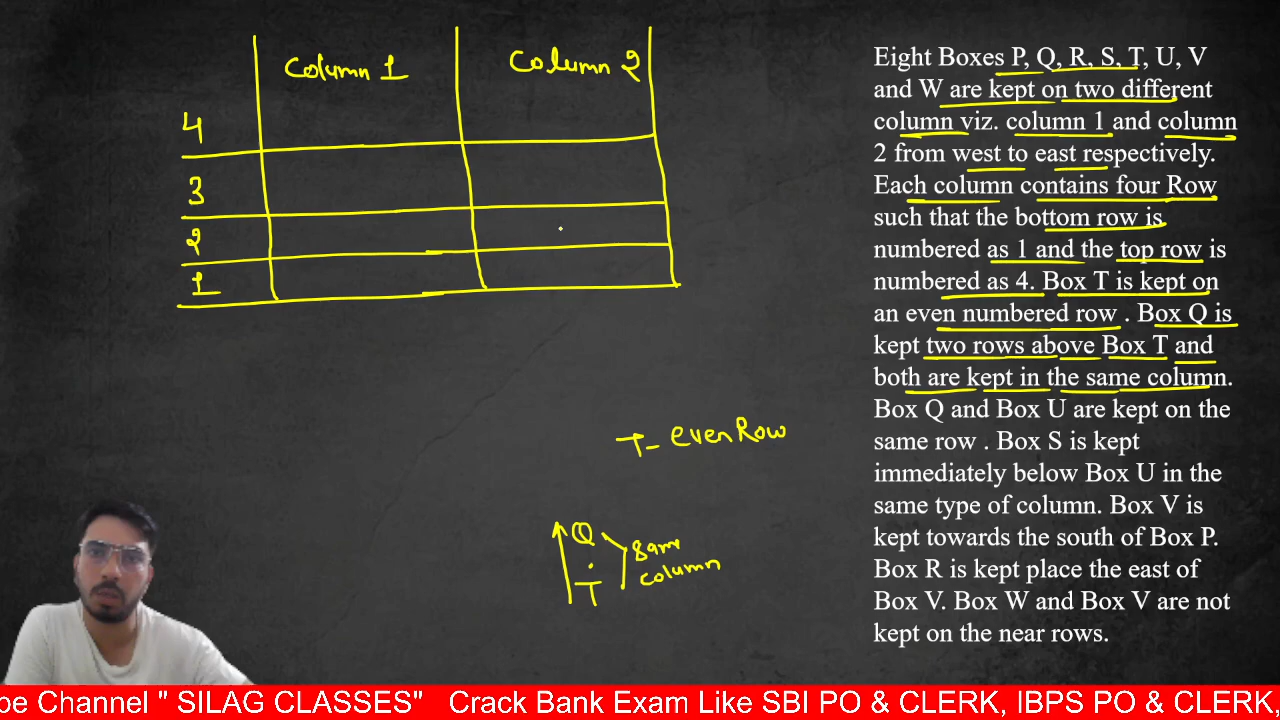 Column 1 Column 2
4
3
2
1
T - even Row
Q
.
T
Same
Column
Eight Boxes P, Q, R, S, T, U, V
and W are kept on two different
column viz. column 1 and column
2 from west to east respectively.
Each column contains four Row
such that the bottom row is
numbered as 1 and the top row is
numbered as 4. Box T is kept on
an even numbered row . Box Q is
kept two rows above Box T and
both are kept in the same column.
Box Q and Box U are kept on the
same row . Box S is kept
immediately below Box U in the
same type of column. Box V is
kept towards the south of Box P.
Box R is kept place the east of
Box V. Box W and Box V are not
kept on the near rows.
be Channel " SILAG CLASSES" Crack Bank Exam Like SBI PO & CLERK, IBPS PO & CLERK,